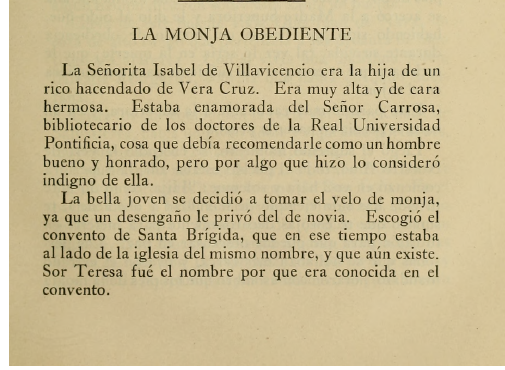 LA MONJA OBEDIENTE
La Señorita Isabel de Villavicencio era la hija de un
rico hacendado de Vera Cruz. Era muy alta y de cara
hermosa. Estaba enamorada del Señor Carrosa,
bibliotecario de los doctores de la Real Universidad
Pontificia, cosa que debía recomendarle como un hombre
bueno y honrado, pero por algo que hizo lo consideró
indigno de ella.
La bella joven se decidió a tomar el velo de monja,
ya que un desengaño le privó del de novia. Escogió el
convento de Santa Brígida, que en ese tiempo estaba
al lado de la iglesia del mismo nombre, y que aún existe.
Sor Teresa fué el nombre por que era conocida en el
convento.